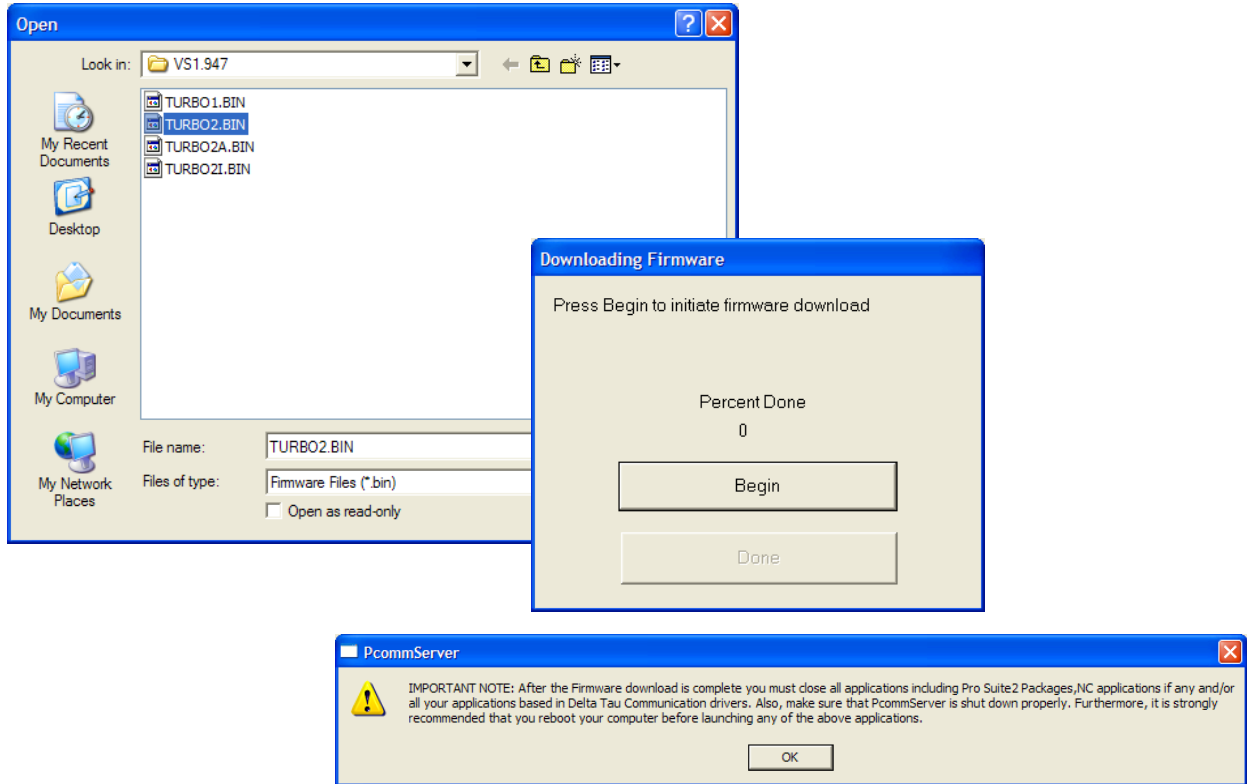 Open
Look in:
VS1.947
TURBO1.BIN
TURBO2.BIN
TURBO2A.BIN
TURBO2I.BIN
My Recent
Documents
Desktop
My Documents
My Computer
My Network
Places
File name:
TURBO2.BIN
Files of type:
Firmware Files (*.bin)
Open as read-only
Downloading Firmware
Press Begin to initiate firmware download
Percent Done
0
Begin
Done
PcommServer
IMPORTANT NOTE: After the Firmware download is complete you must close all applications including Pro Suite2 Packages,NC applications if any and/or
all your applications based in Delta Tau Communication drivers. Also, make sure that PcommServer is shut down properly. Furthermore, it is strongly
recommended that you reboot your computer before launching any of the above applications.
OK